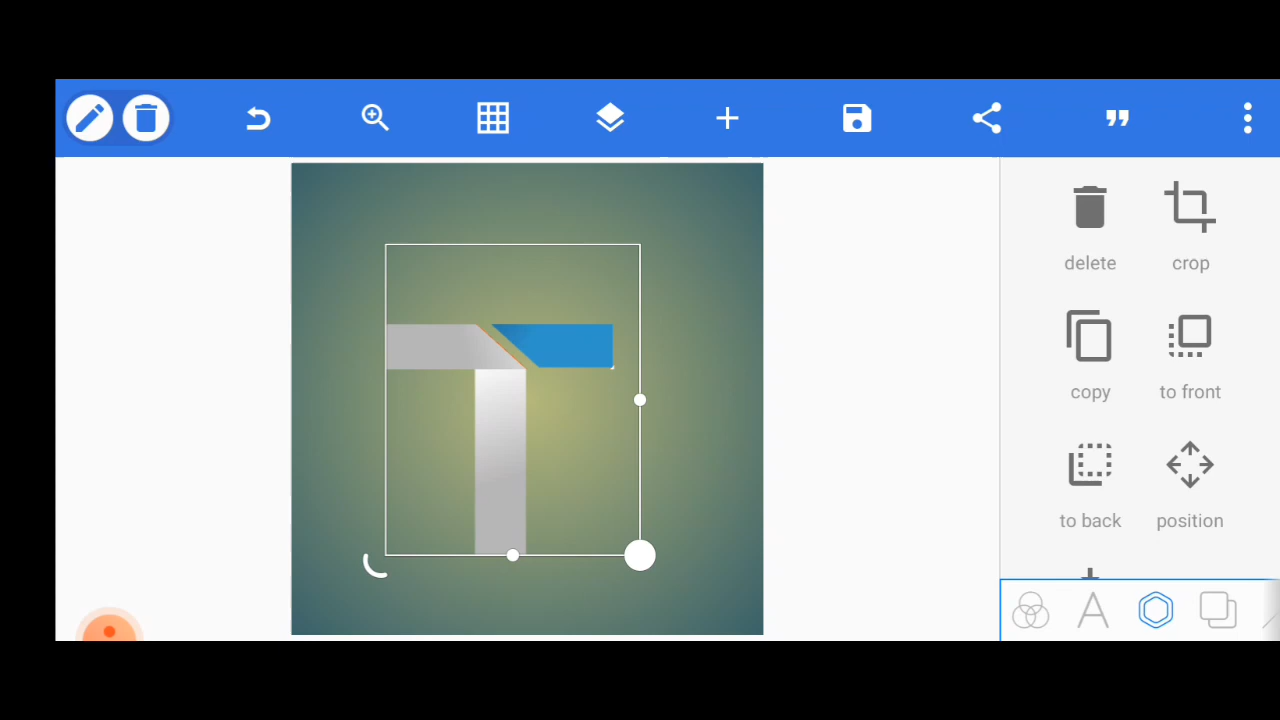 delete
crop
copy
to front
to back
position